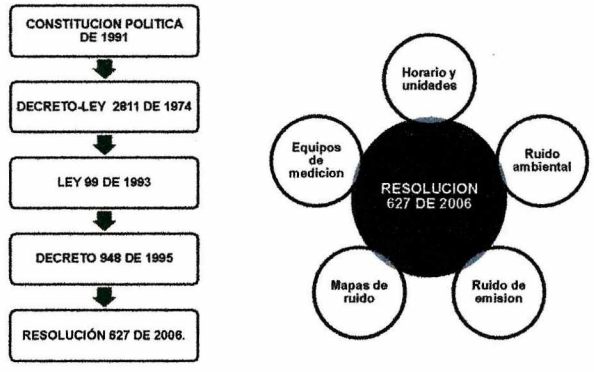 CONSTITUCION POLITICA
DE 1991
DECRETO-LEY 2811 DE 1974
LEY 99 DE 1993
DECRETO 948 DE 1995
RESOLUCIÓN 627 DE 2006.
Horario y
unidades
Equipos
de
medicion
Ruido
ambiental
RESOLUCION
627 DE 2006
Mapas de
ruido
Ruido de
emision